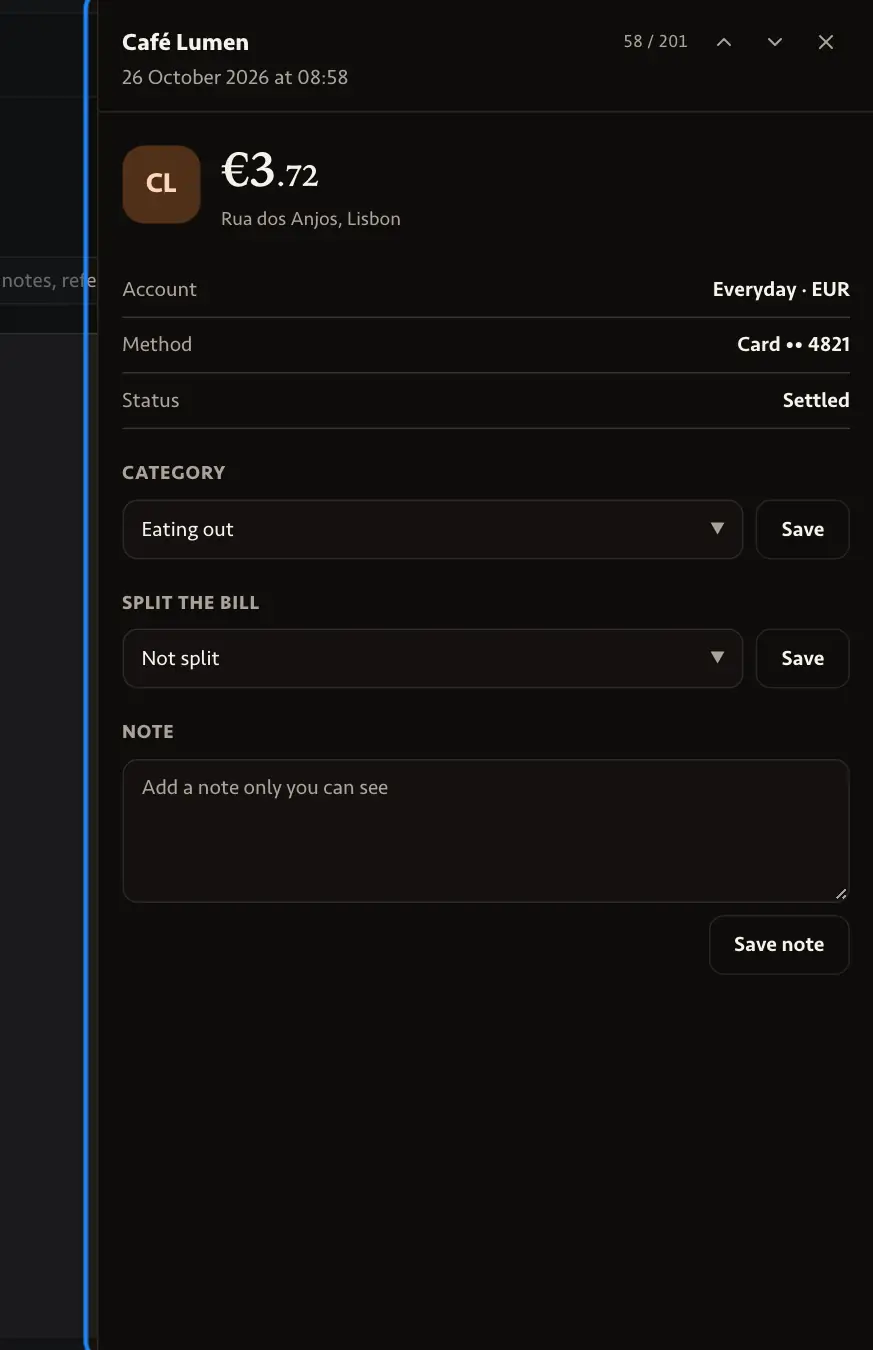 Café Lumen
58 / 201
26 October 2026 at 08:58
CL
€3.72
Rua dos Anjos, Lisbon
notes, refe
Account
Everyday · EUR
Method
Card •• 4821
Status
Settled
CATEGORY
Eating out
Save
SPLIT THE BILL
Not split
Save
NOTE
Add a note only you can see
Save note